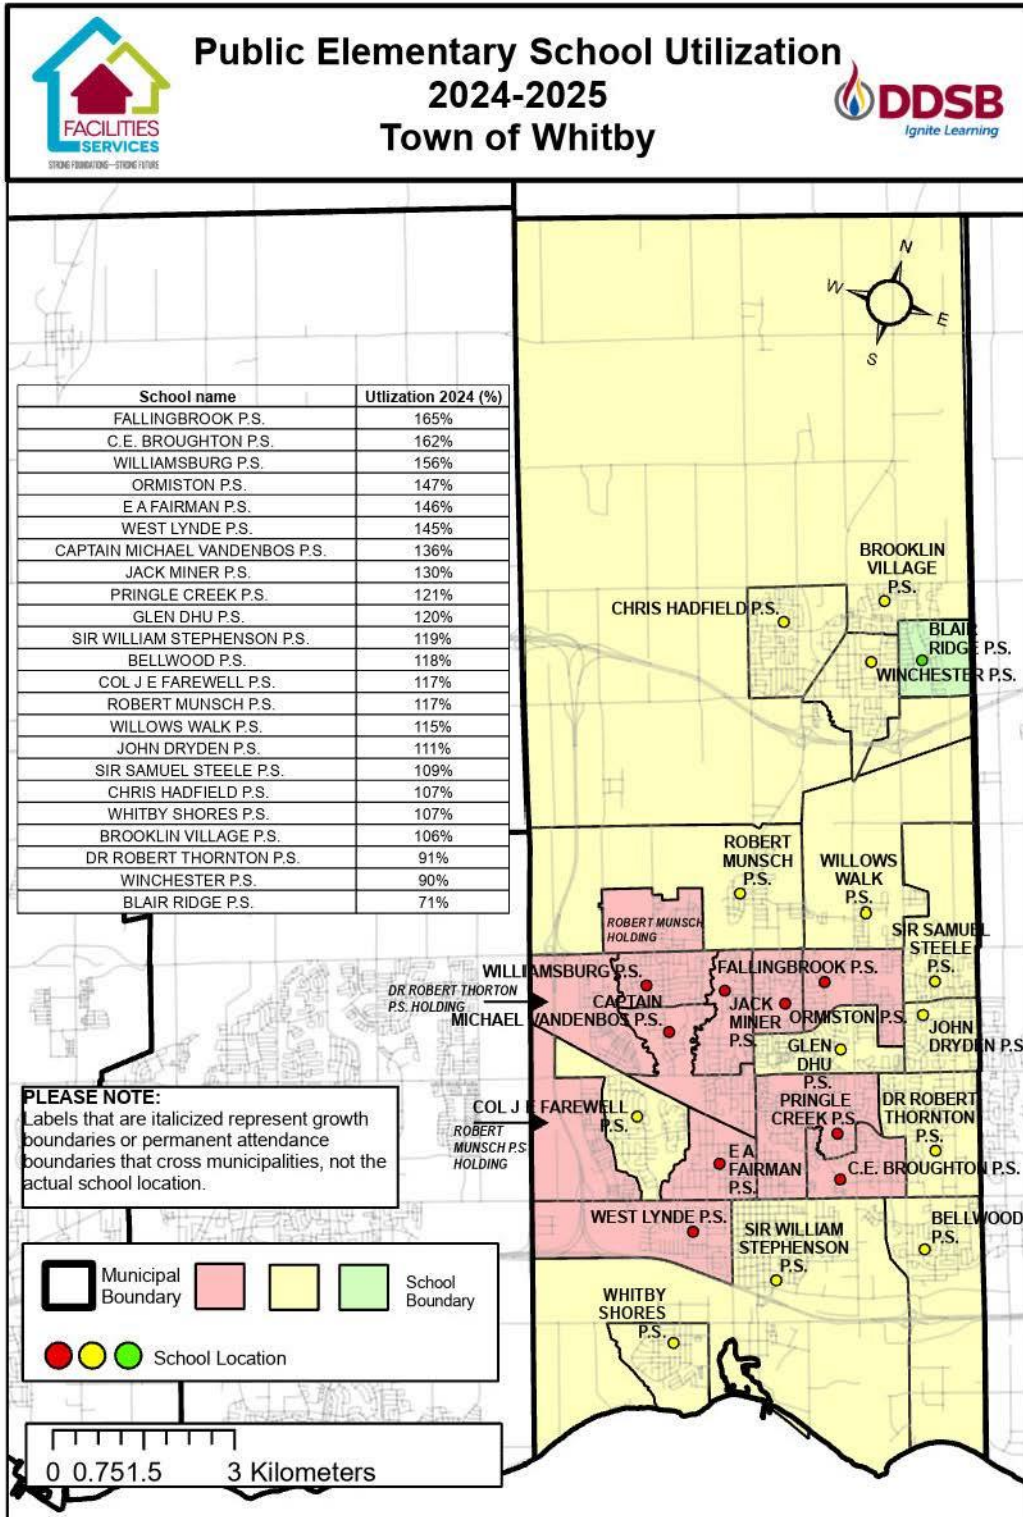 Public Elementary School Utilization
2024-2025
Town of Whitby
FACILITIES
SERVICES
STRONG FOUNDATIONS—STRONG FUTURE
DDSB
Ignite Learning
N
W
E
S
School name Utlization 2024 (%)
FALLINGBROOK P.S. 165%
C.E. BROUGHTON P.S. 162%
WILLIAMSBURG P.S. 156%
ORMISTON P.S. 147%
E A FAIRMAN P.S. 146%
WEST LYNDE P.S. 145%
CAPTAIN MICHAEL VANDENBOS P.S. 136%
JACK MINER P.S. 130%
PRINGLE CREEK P.S. 121%
GLEN DHU P.S. 120%
SIR WILLIAM STEPHENSON P.S. 119%
BELLWOOD P.S. 118%
COL J E FAREWELL P.S. 117%
ROBERT MUNSCH P.S. 117%
WILLOWS WALK P.S. 115%
JOHN DRYDEN P.S. 111%
SIR SAMUEL STEELE P.S. 109%
CHRIS HADFIELD P.S. 107%
WHITBY SHORES P.S. 107%
BROOKLIN VILLAGE P.S. 106%
DR ROBERT THORNTON P.S. 91%
WINCHESTER P.S. 90%
BLAIR RIDGE P.S. 71%
BROOKLIN
VILLAGE
P.S.
CHRIS HADFIELD P.S.
BLAIR
RIDGE P.S.
WINCHESTER P.S.
ROBERT
MUNSCH
P.S.
WILLOWS
WALK
P.S.
ROBERT MUNSCH
HOLDING
SIR SAMUEL
STEELE
P.S.
WILLIAMSBURG P.S.
FALLINGBROOK P.S.
DR ROBERT THORTON
P.S. HOLDING
CAPTAIN
MICHAEL VANDENBOS P.S.
JACK
MINER
P.S.
ORMISTON P.S.
JOHN
DRYDEN P.S
GLEN
DHU
P.S.
PRINGLE
CREEK P.S.
DR ROBERT
THORNTON
P.S.
COL J E FAREWELL
P.S.
ROBERT
MUNSCH P.S
HOLDING
E A
FAIRMAN
P.S.
C.E. BROUGHTON P.S.
WEST LYNDE P.S.
SIR WILLIAM
STEPHENSON
P.S.
BELLWOOD
P.S.
WHITBY
SHORES
P.S.
PLEASE NOTE:
Labels that are italicized represent growth
boundaries or permanent attendance
boundaries that cross municipalities, not the
actual school location.
Municipal
Boundary
School
Boundary
School Location
0 0.75 1.5 3 Kilometers